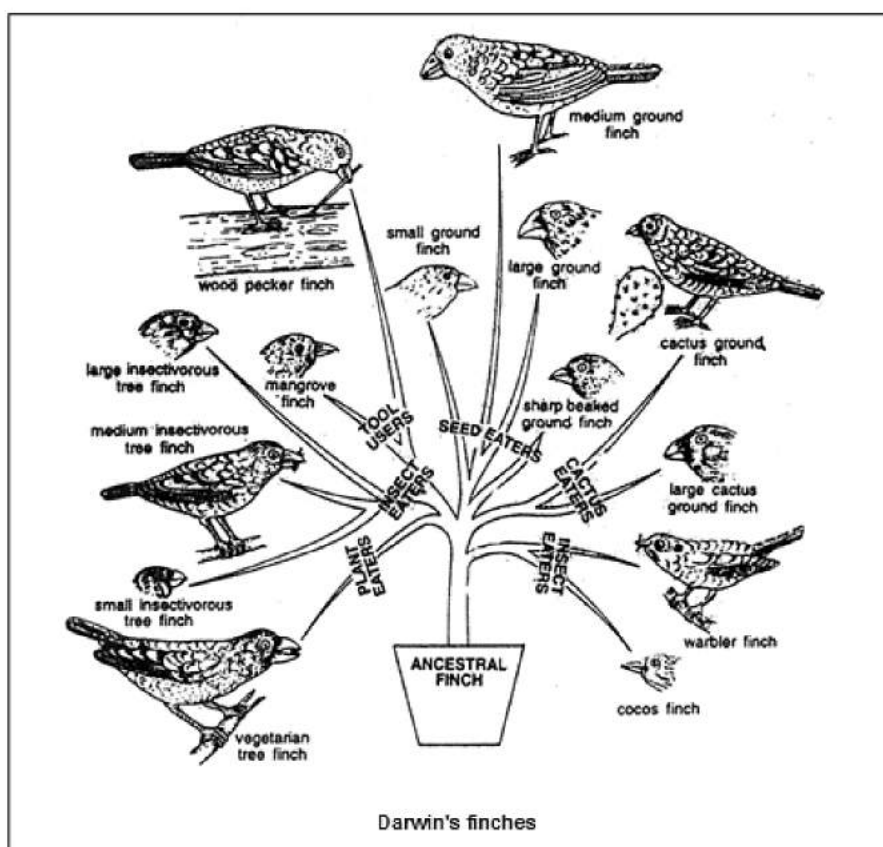 medium ground
finch
wood pecker finch
small ground
finch
large ground
finch
cactus ground
finch
large insectivorous
tree finch
mangrove
finch
sharp beaked
ground finch
TOOL
USERS
SEED EATERS
medium insectivorous
tree finch
INSECT
EATERS
CACTUS
EATERS
large cactus
ground finch
PLANT
EATERS
INSECT
EATERS
small insectivorous
tree finch
warbler finch
ANCESTRAL
FINCH
cocos finch
vegetarian
tree finch
Darwin's finches